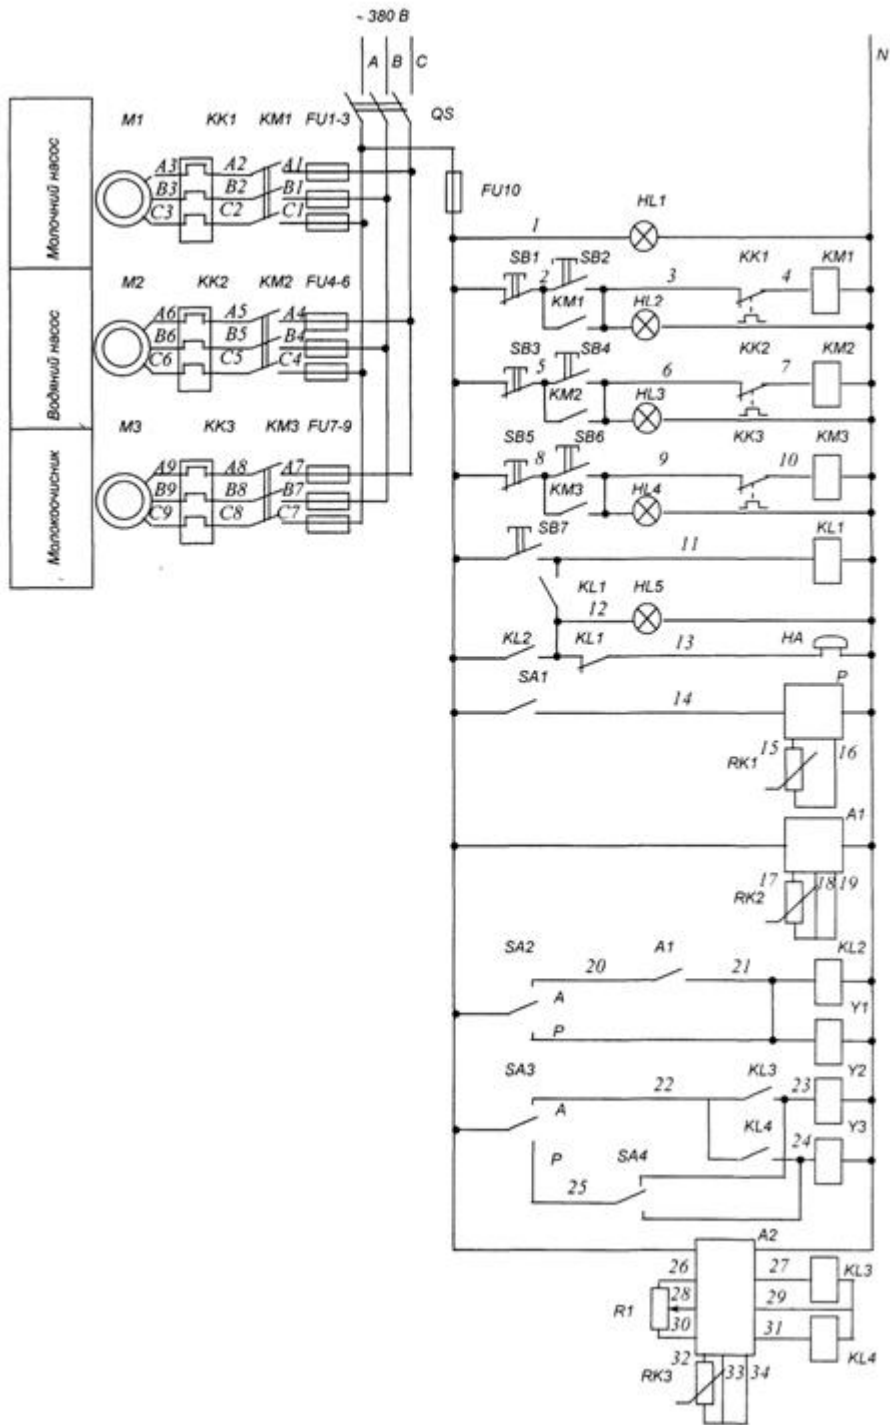 ~ 380 В
A B C N
QS
Молочний насос
M1 KK1 KM1 FU1-3
A3 A2 A1
B3 B2 B1
C3 C2 C1
Водяний насос
M2 KK2 KM2 FU4-6
A6 A5 A4
B6 B5 B4
C6 C5 C4
Молокоочисник
M3 KK3 KM3 FU7-9
A9 A8 A7
B9 B8 B7
C9 C8 C7
FU10
1 HL1
SB1 SB2 KK1 KM1
2 3 4
KM1 HL2
SB3 SB4 KK2 KM2
5 6 7
KM2 HL3
SB5 SB6 KK3 KM3
8 9 10
KM3 HL4
SB7 11 KL1
KL1 HL5
12
KL2 KL1 13 HA
SA1 14 P
15 16
RK1
A1
17 18 19
RK2
SA2 20 A1 21 KL2
A
P
Y1
SA3 22 KL3 23 Y2
A
KL4 24 Y3
P SA4
25
A2
26 27 KL3
R1 28 29
30 31 KL4
32 33 34
RK3